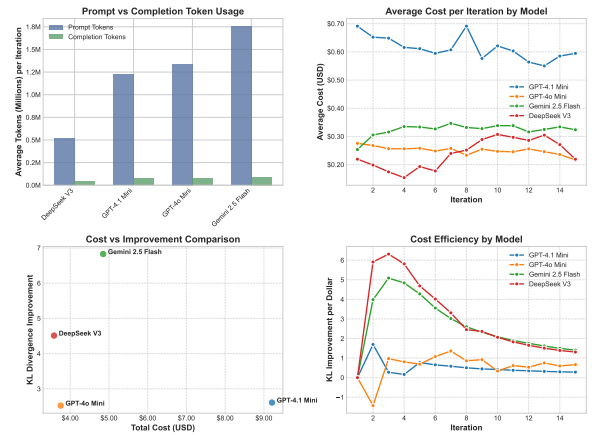 Prompt vs Completion Token Usage
Average Tokens (Millions) per Iteration
1.8M
1.5M
1.2M
1.0M
0.8M
0.5M
0.2M
0.0M
Prompt Tokens
Completion Tokens
DeepSeek V3
GPT-4.1 Mini
GPT-4o Mini
Gemini 2.5 Flash
Average Cost per Iteration by Model
Average Cost (USD)
$0.70
$0.60
$0.50
$0.40
$0.30
$0.20
GPT-4.1 Mini
GPT-4o Mini
Gemini 2.5 Flash
DeepSeek V3
2 4 6 8 10 12 14
Iteration
Cost vs Improvement Comparison
KL Divergence Improvement
7
6
5
4
3
Gemini 2.5 Flash
DeepSeek V3
GPT-4o Mini
GPT-4.1 Mini
$4.00 $5.00 $6.00 $7.00 $8.00 $9.00
Total Cost (USD)
Cost Efficiency by Model
KL Improvement per Dollar
6
5
4
3
2
1
0
−1
GPT-4.1 Mini
GPT-4o Mini
Gemini 2.5 Flash
DeepSeek V3
2 4 6 8 10 12 14
Iteration